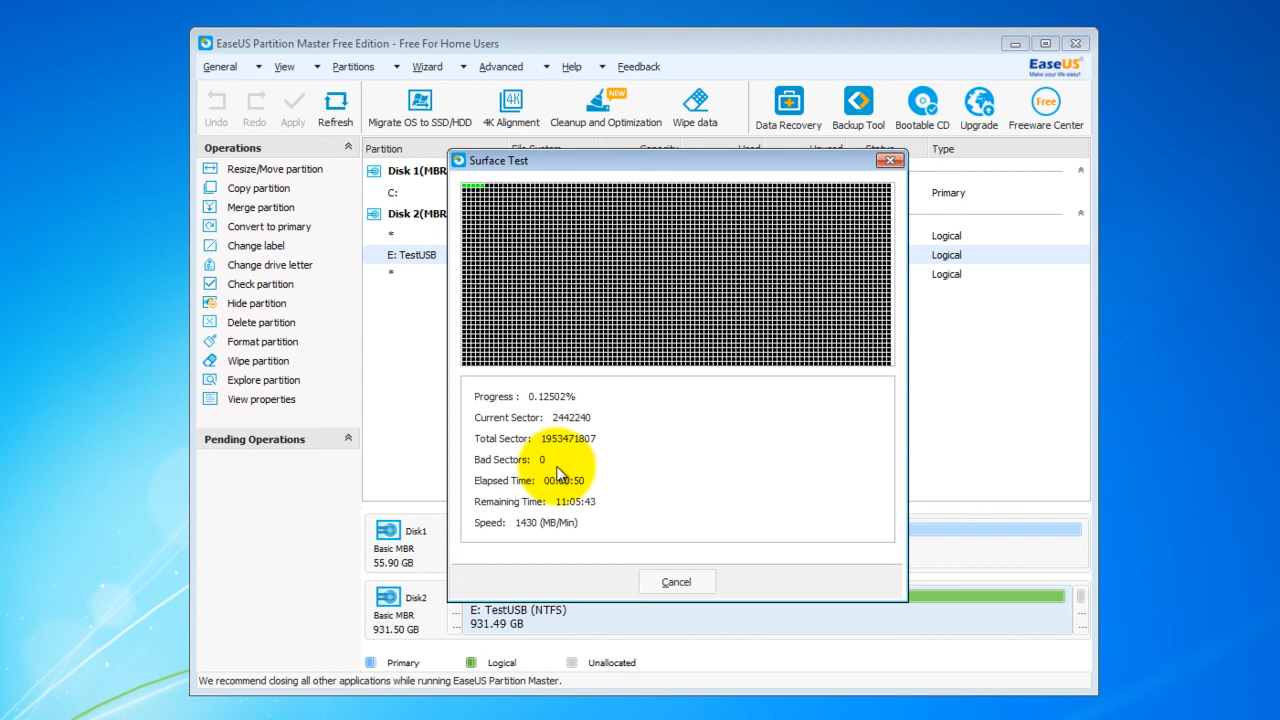 EaseUS Partition Master Free Edition - Free For Home Users
General View Partitions Wizard Advanced Help Feedback
EaseUS
Make your life easy!
Undo Redo Apply Refresh Migrate OS to SSD/HDD 4K Alignment Cleanup and Optimization Wipe data Data Recovery Backup Tool Bootable CD Upgrade Freeware Center
4K
NEW
Free
Operations
Resize/Move partition
Copy partition
Merge partition
Convert to primary
Change label
Change drive letter
Check partition
Hide partition
Delete partition
Format partition
Wipe partition
Explore partition
View properties
Pending Operations
Partition Type
Disk 1(MBR
C: Primary
Disk 2(MBR
* Logical
E: TestUSB Logical
* Logical
Surface Test
Progress : 0.12502%
Current Sector: 2442240
Total Sector: 1953471807
Bad Sectors: 0
Elapsed Time: 00:00:50
Remaining Time: 11:05:43
Speed: 1430 (MB/Min)
Cancel
Disk1
Basic MBR
55.90 GB
Disk2
Basic MBR
931.50 GB
E: TestUSB (NTFS)
931.49 GB
Primary Logical Unallocated
We recommend closing all other applications while running EaseUS Partition Master.